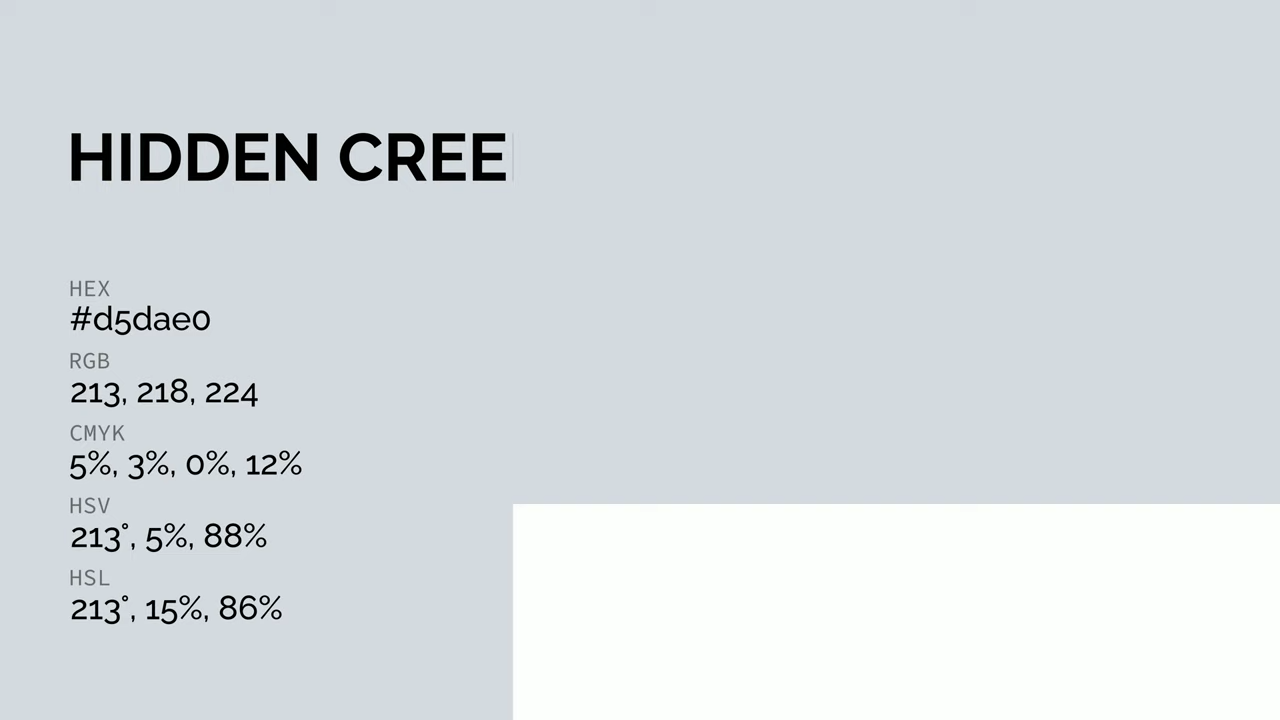 HIDDEN CREE
HEX
#d5dae0
RGB
213, 218, 224
CMYK
5%, 3%, 0%, 12%
HSV
213°, 5%, 88%
HSL
213°, 15%, 86%